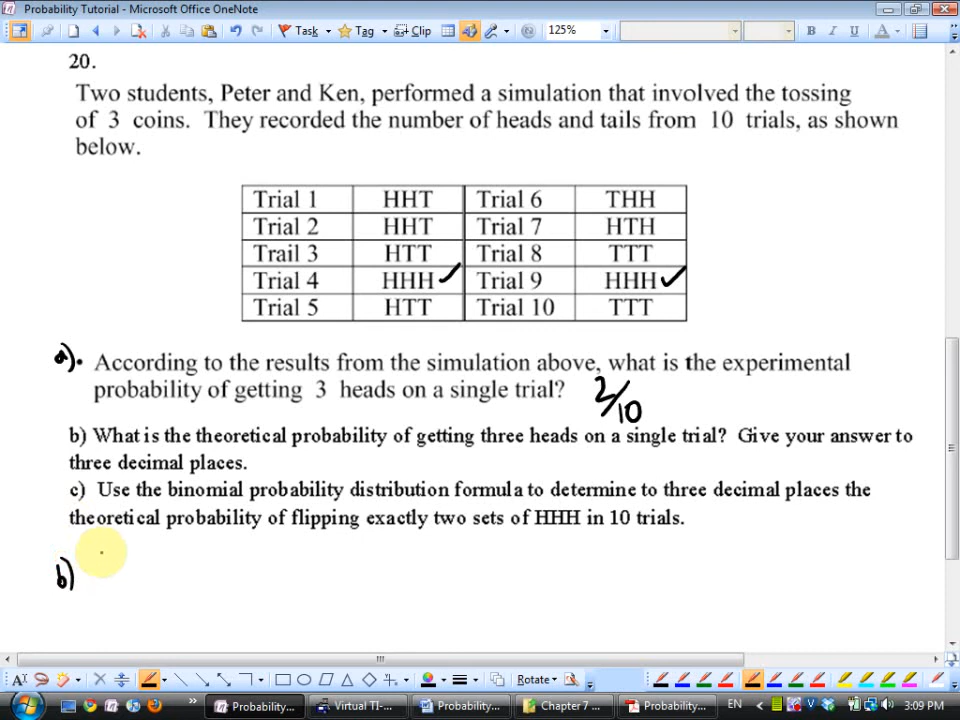 Probability Tutorial - Microsoft Office OneNote
Task
Tag
Clip
125%
B I U A
20.
Two students, Peter and Ken, performed a simulation that involved the tossing
of 3 coins. They recorded the number of heads and tails from 10 trials, as shown
below.
Trial 1 HHT Trial 6 THH
Trial 2 HHT Trial 7 HTH
Trail 3 HTT Trial 8 TTT
Trial 4 HHH Trial 9 HHH
Trial 5 HTT Trial 10 TTT
a). According to the results from the simulation above, what is the experimental
probability of getting 3 heads on a single trial? 2/10
b) What is the theoretical probability of getting three heads on a single trial? Give your answer to
three decimal places.
c) Use the binomial probability distribution formula to determine to three decimal places the
theoretical probability of flipping exactly two sets of HHH in 10 trials.
b)
Rotate
Probability... Virtual TI-... Probability... Chapter 7 ... Probability... EN 3:09 PM